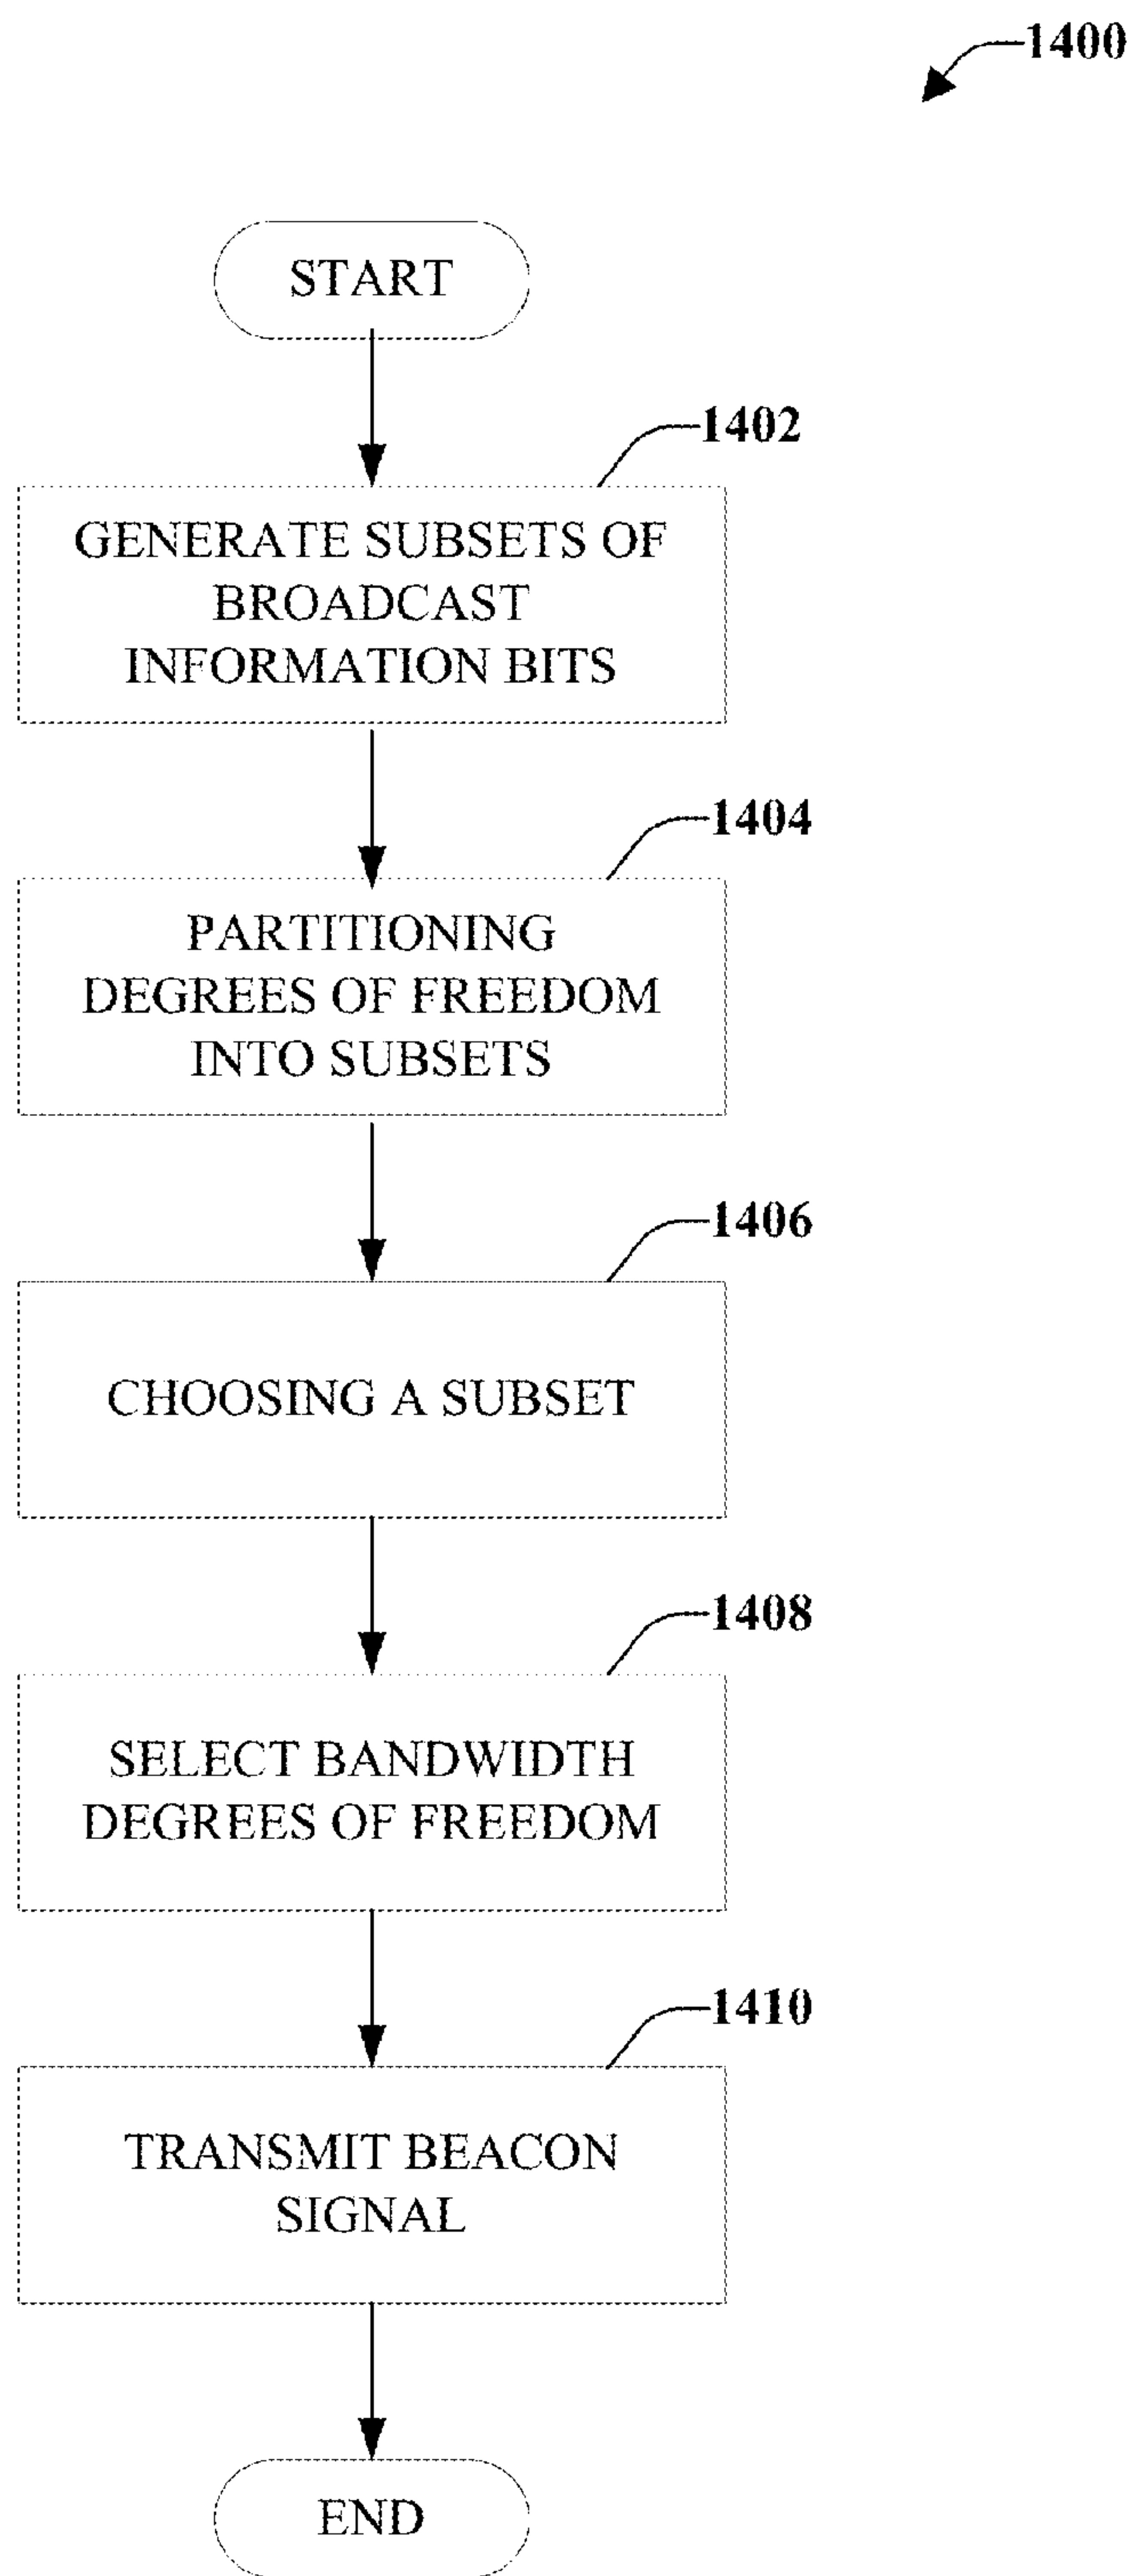 1400
START
1402
GENERATE SUBSETS OF
BROADCAST
INFORMATION BITS
1404
PARTITIONING
DEGREES OF FREEDOM
INTO SUBSETS
1406
CHOOSING A SUBSET
1408
SELECT BANDWIDTH
DEGREES OF FREEDOM
1410
TRANSMIT BEACON
SIGNAL
END